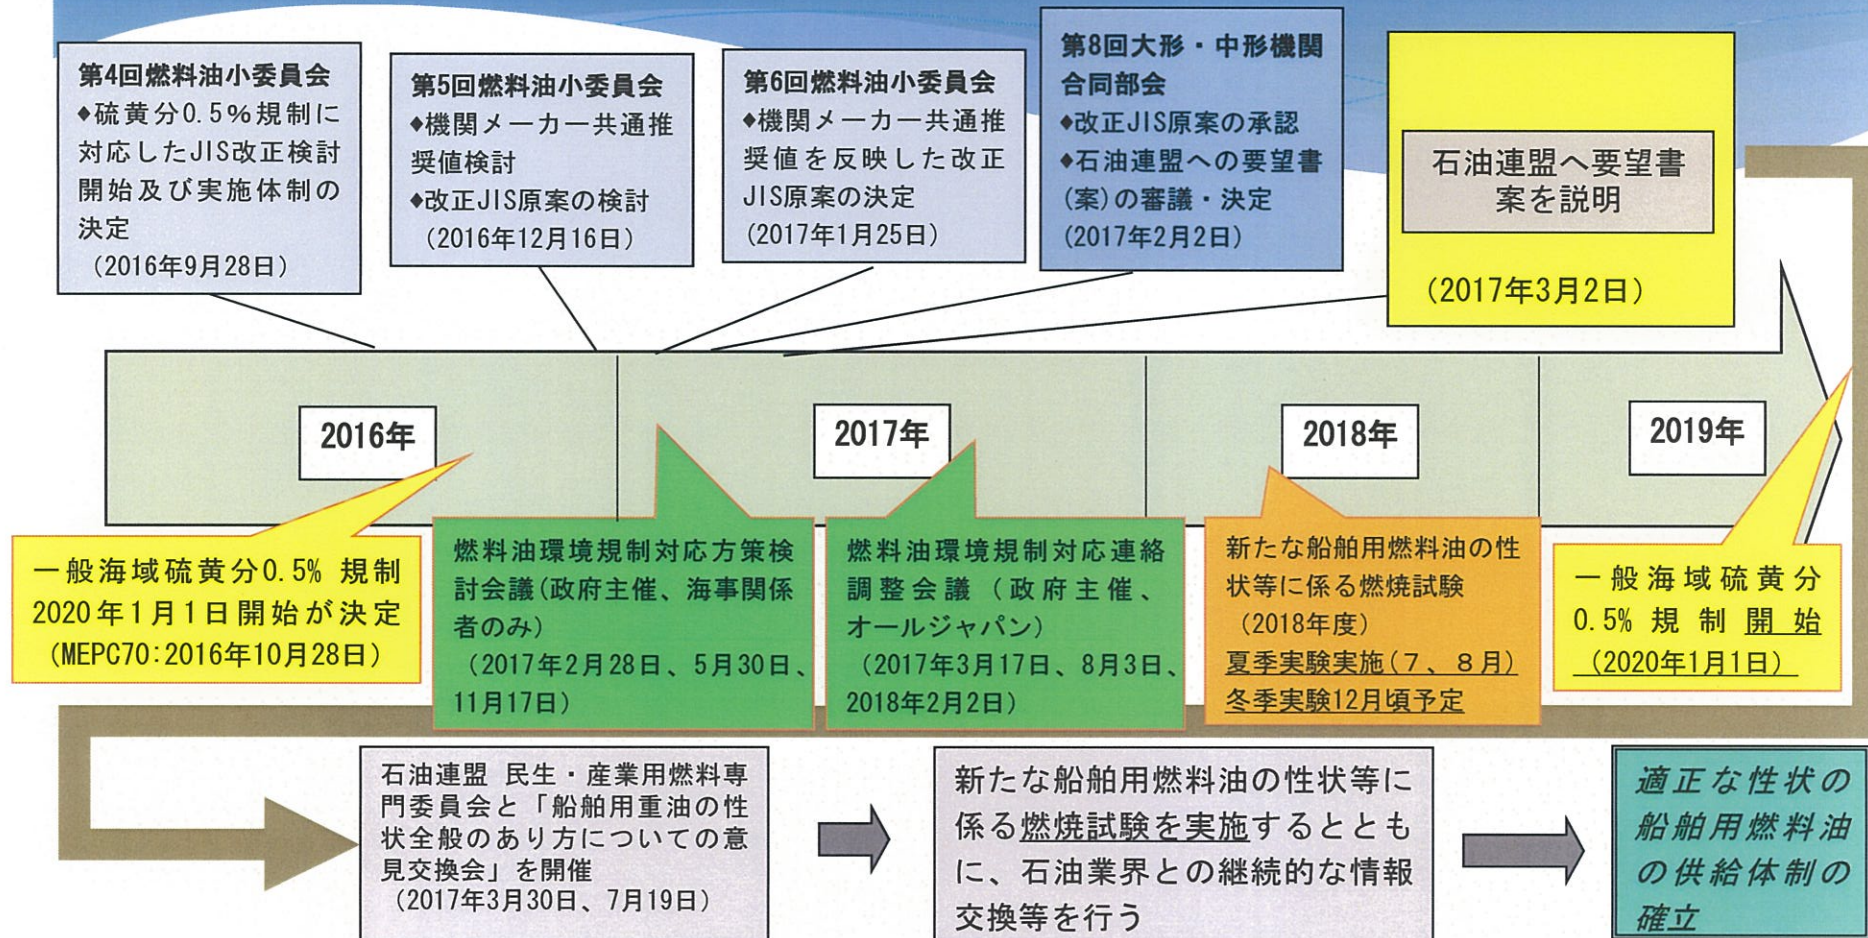 第4回燃料油小委員会
◆硫黄分0.5%規制に
対応したJIS改正検討
開始及び実施体制の
決定
(2016年9月28日)
第5回燃料油小委員会
◆機関メーカー共通推
奨値検討
◆改正JIS原案の検討
(2016年12月16日)
第6回燃料油小委員会
◆機関メーカー共通推
奨値を反映した改正
JIS原案の決定
(2017年1月25日)
第8回大形・中形機関
合同部会
◆改正JIS原案の承認
◆石油連盟への要望書
(案)の審議・決定
(2017年2月2日)
石油連盟へ要望書
案を説明
(2017年3月2日)
2016年
2017年
2018年
2019年
一般海域硫黄分0.5% 規制
2020年1月1日開始が決定
(MEPC70:2016年10月28日)
燃料油環境規制対応方策検
討会議(政府主催、海事関係
者のみ)
(2017年2月28日、5月30日、
11月17日)
燃料油環境規制対応連絡
調整会議(政府主催、
オールジャパン)
(2017年3月17日、8月3日、
2018年2月2日)
新たな船舶用燃料油の性
状等に係る燃焼試験
(2018年度)
夏季実験実施(7、8月)
冬季実験12月頃予定
一般海域硫黄分
0.5% 規制 開始
(2020年1月1日)
石油連盟 民生・産業用燃料専
門委員会と「船舶用重油の性
状全般のあり方についての意
見交換会」を開催
(2017年3月30日、7月19日)
新たな船舶用燃料油の性状等に
係る燃焼試験を実施するととも
に、石油業界との継続的な情報
交換等を行う
適正な性状の
船舶用燃料油
の供給体制の
確立